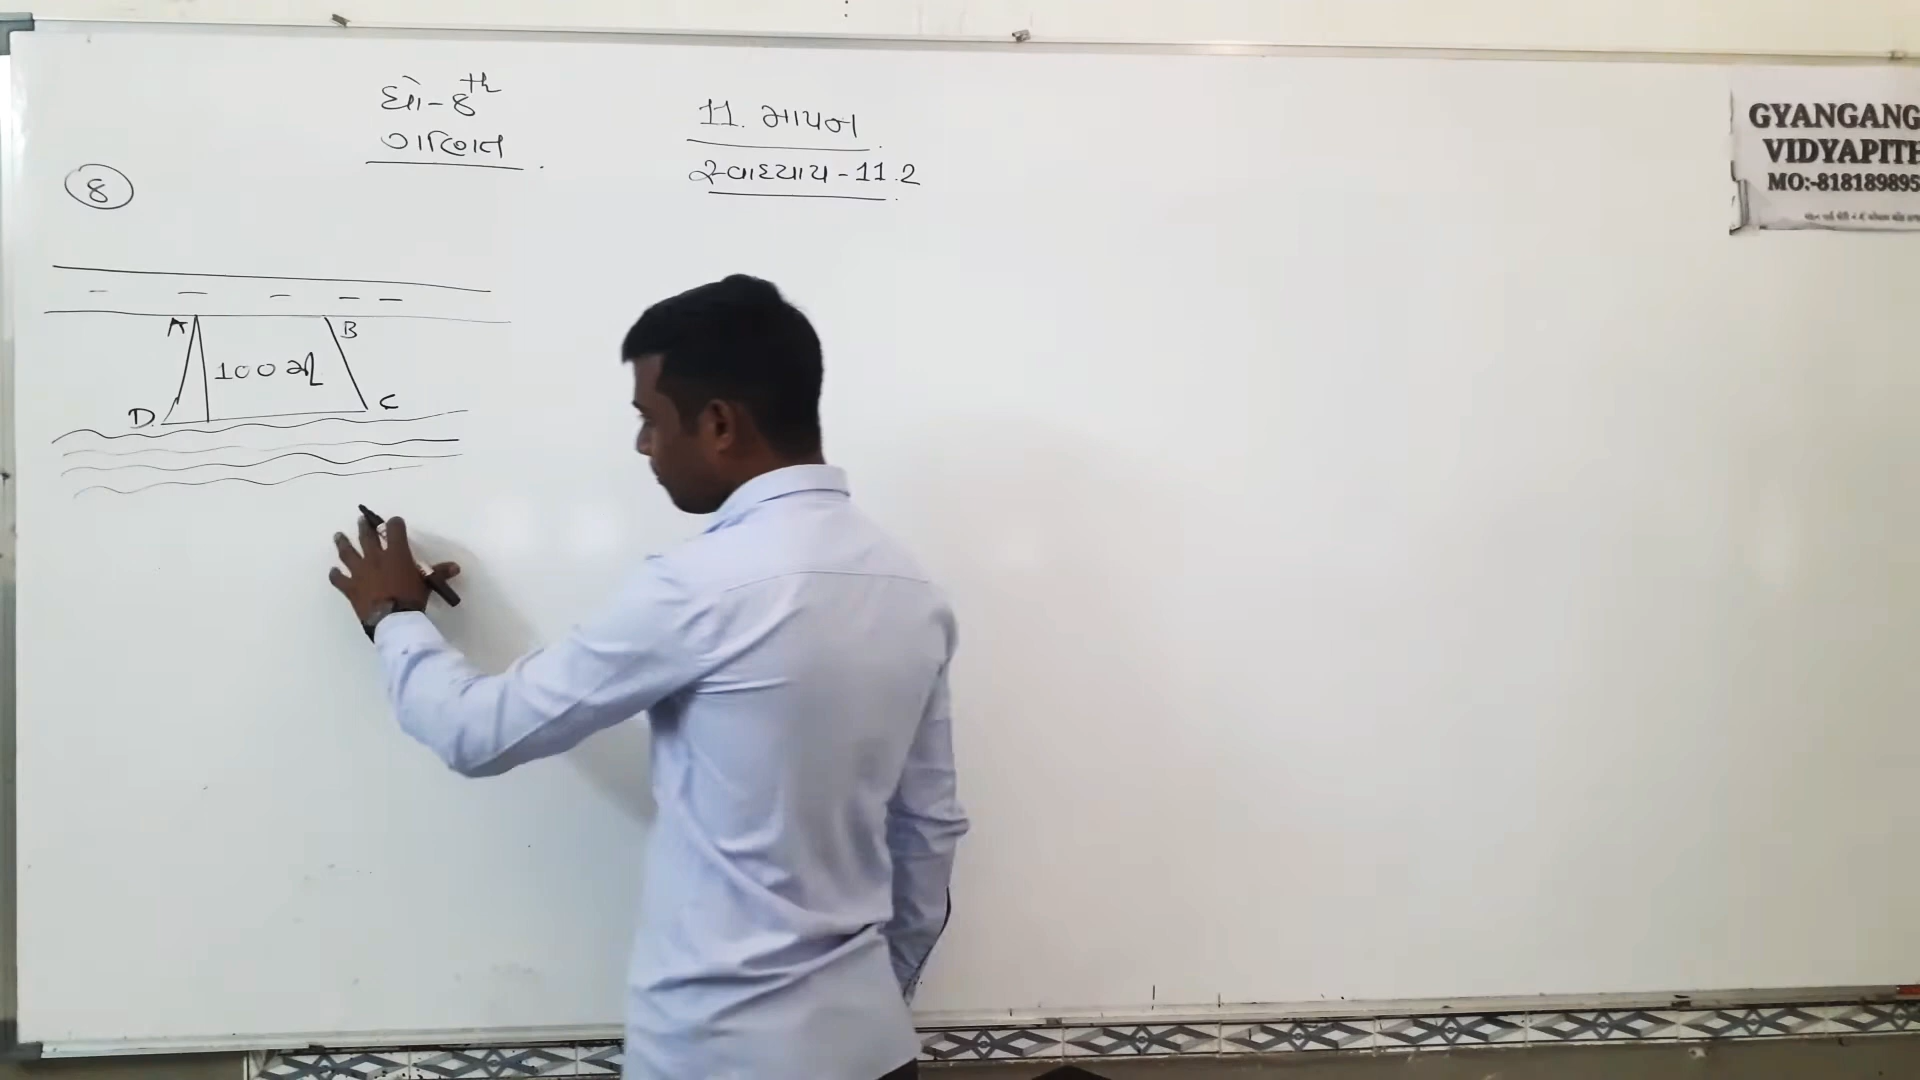 ધો-8th
ગણિત
11. માપન
સ્વાધ્યાય-11.2
8
A
B
100 મી
D
C
GYANGANG
VIDYAPITH
MO:-818189895